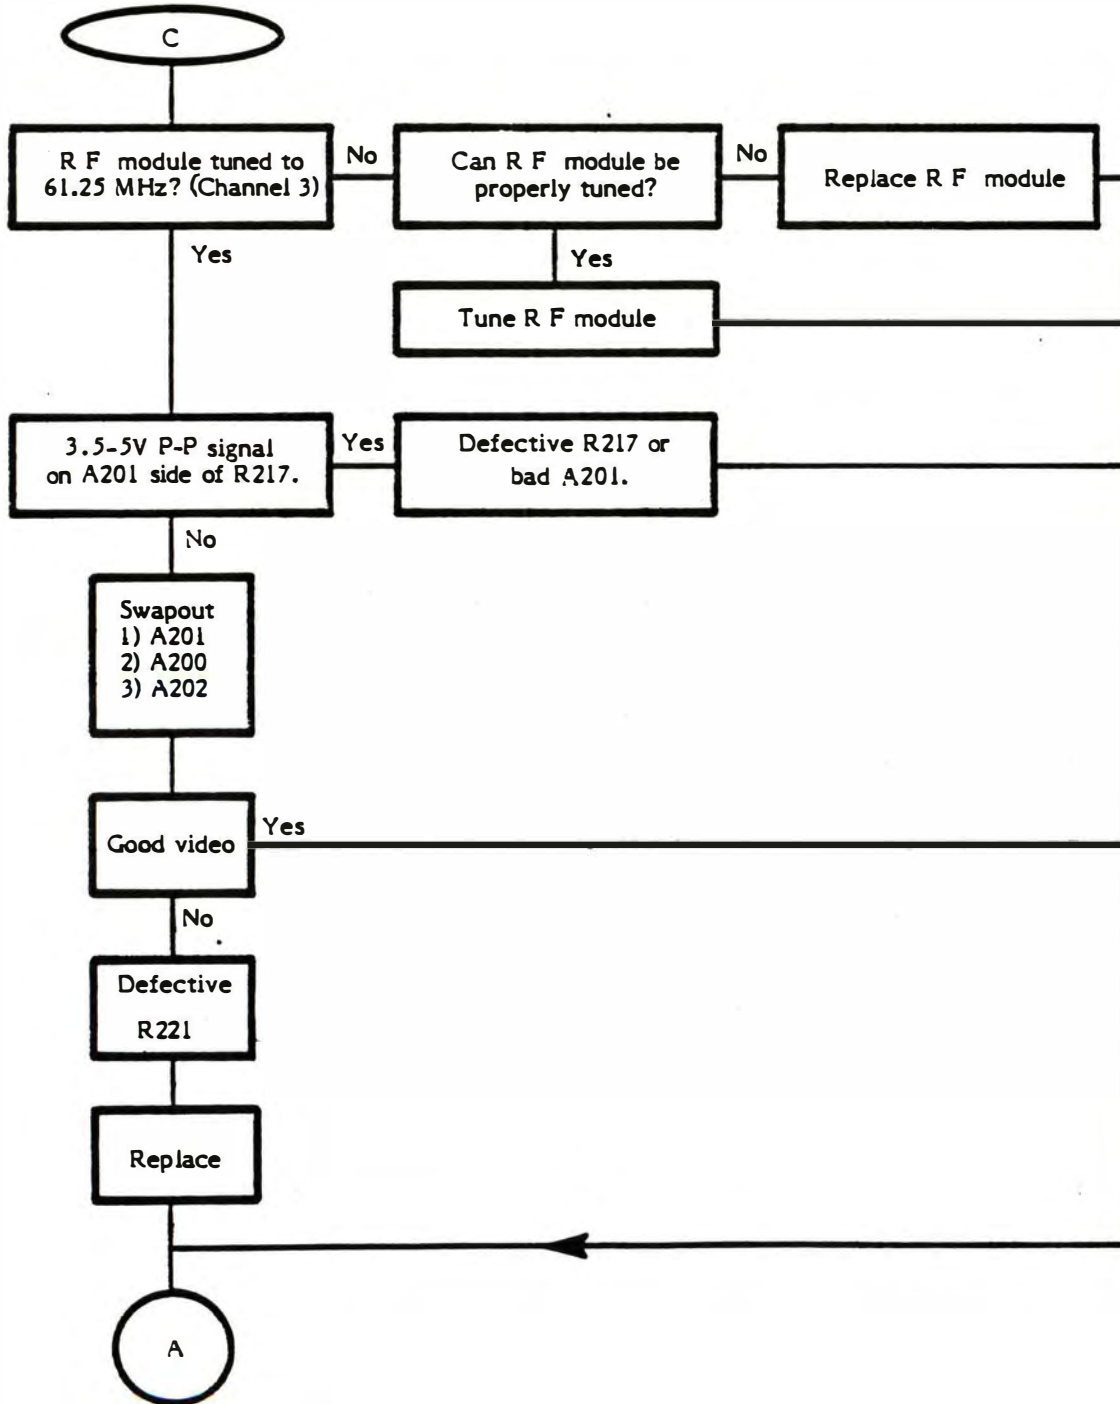 C
R F module tuned to
61.25 MHz? (Channel 3)
No
Can R F module be
properly tuned?
No
Replace R F module
Yes
Yes
Tune R F module
3.5-5V P-P signal
on A201 side of R217.
Yes
Defective R217 or
bad A201.
No
Swapout
1) A201
2) A200
3) A202
Good video
Yes
No
Defective
R221
Replace
A